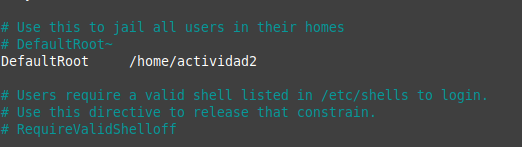 # Use this to jail all users in their homes
# DefaultRoot~
DefaultRoot     /home/actividad2
# Users require a valid shell listed in /etc/shells to login.
# Use this directive to release that constrain.
# RequireValidShelloff